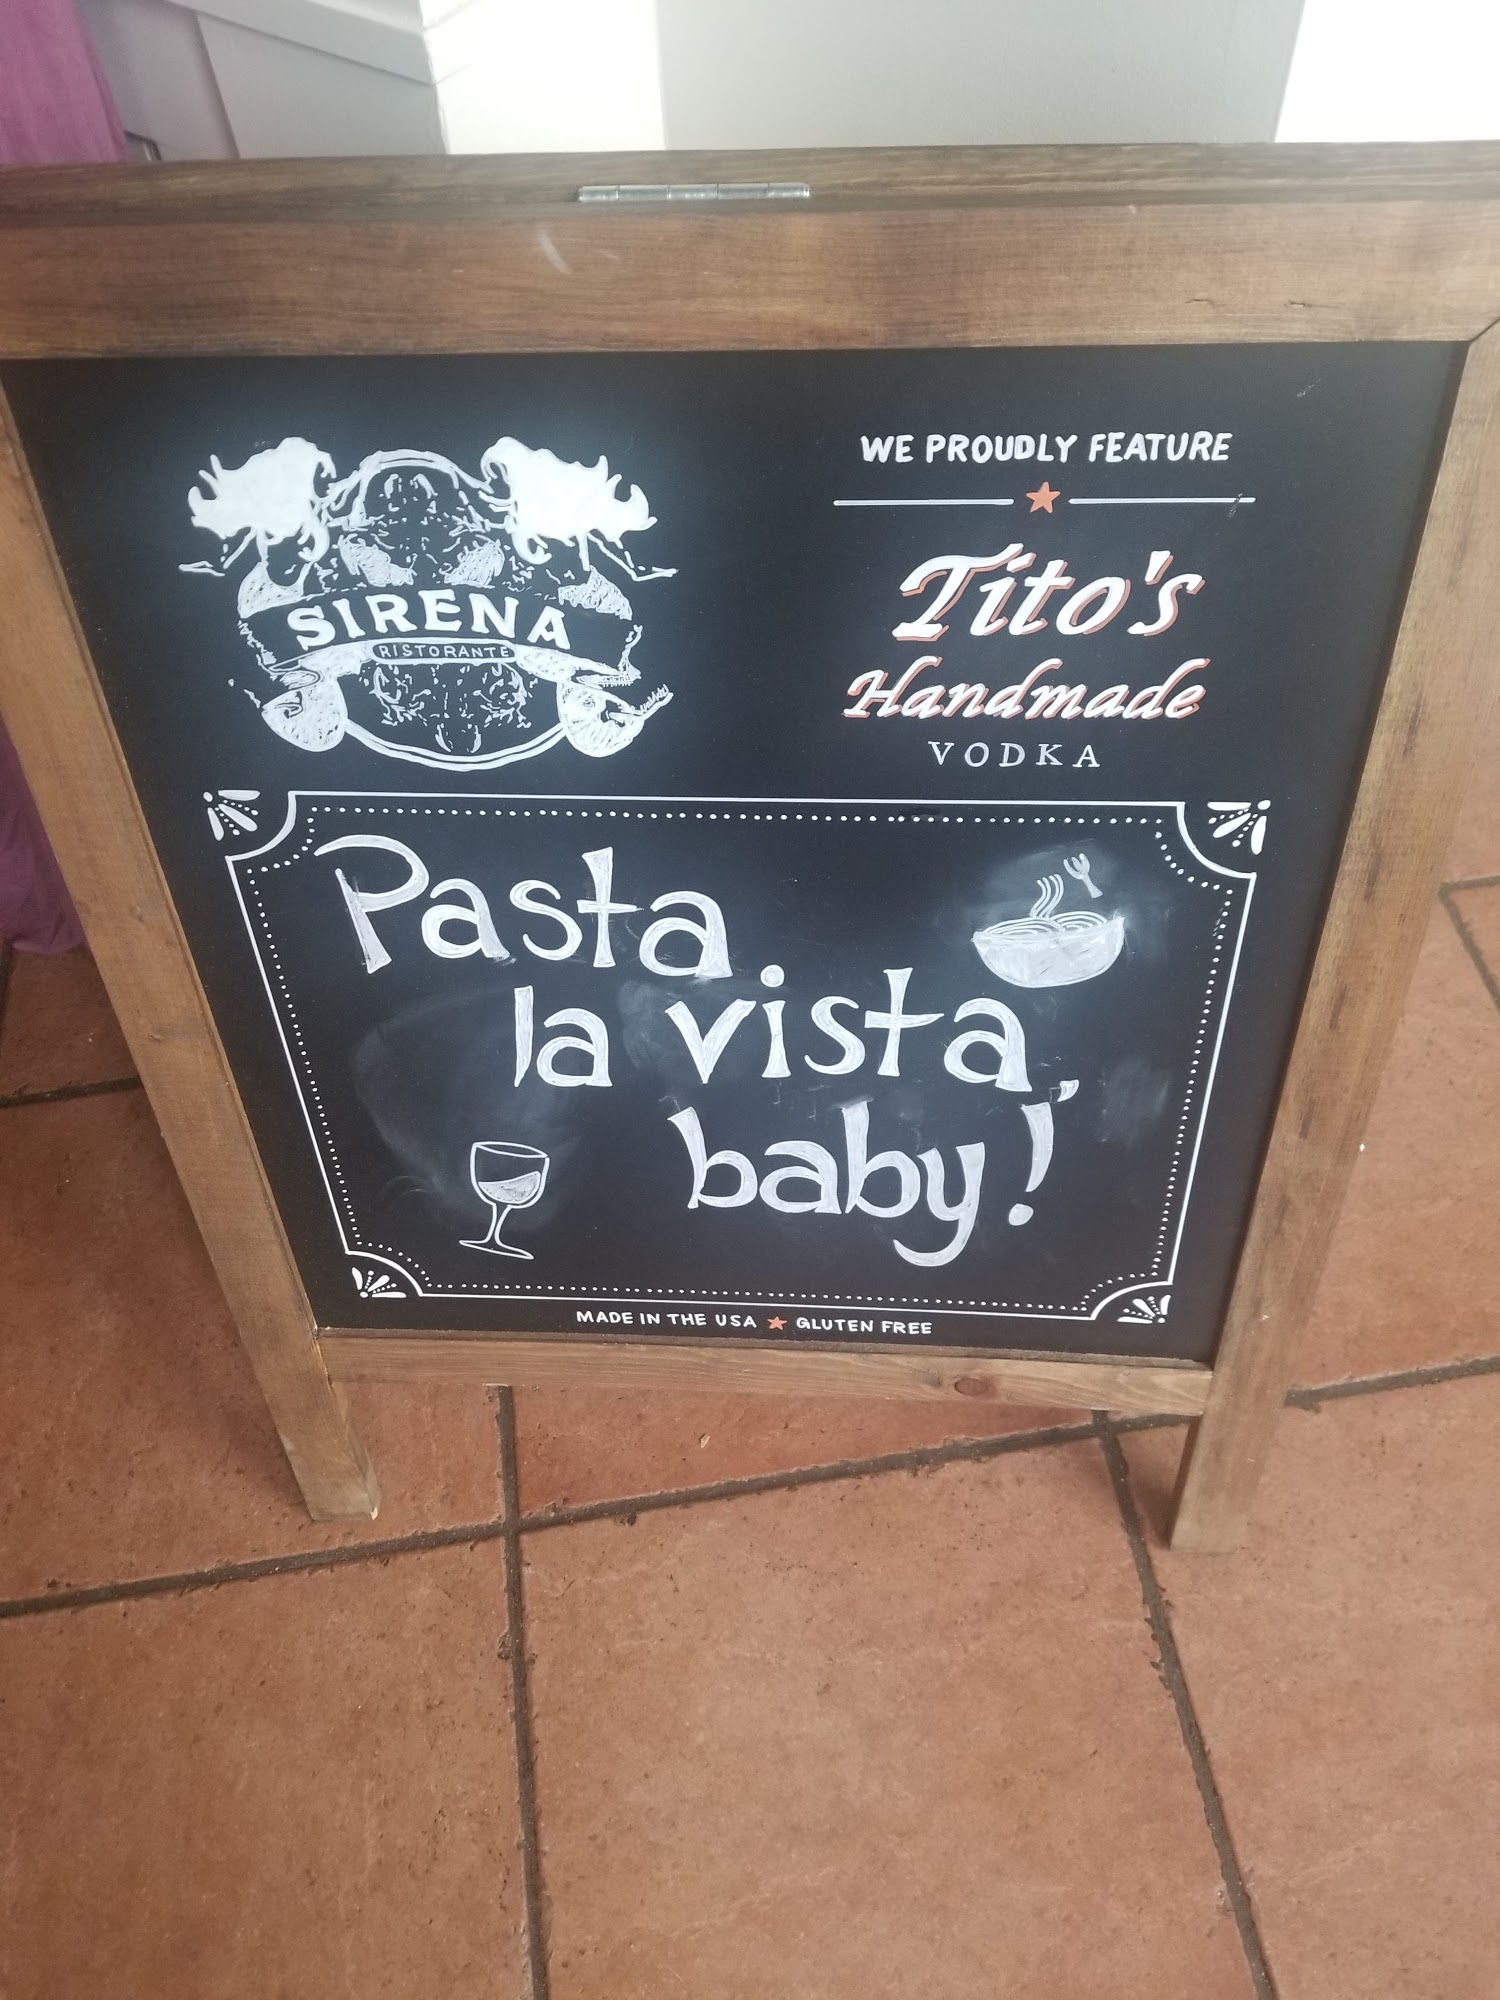 SIRENA
RISTORANTE
WE PROUDLY FEATURE
Tito's
Handmade
VODKA
Pasta
la vista,
baby!
MADE IN THE USA ★ GLUTEN FREE